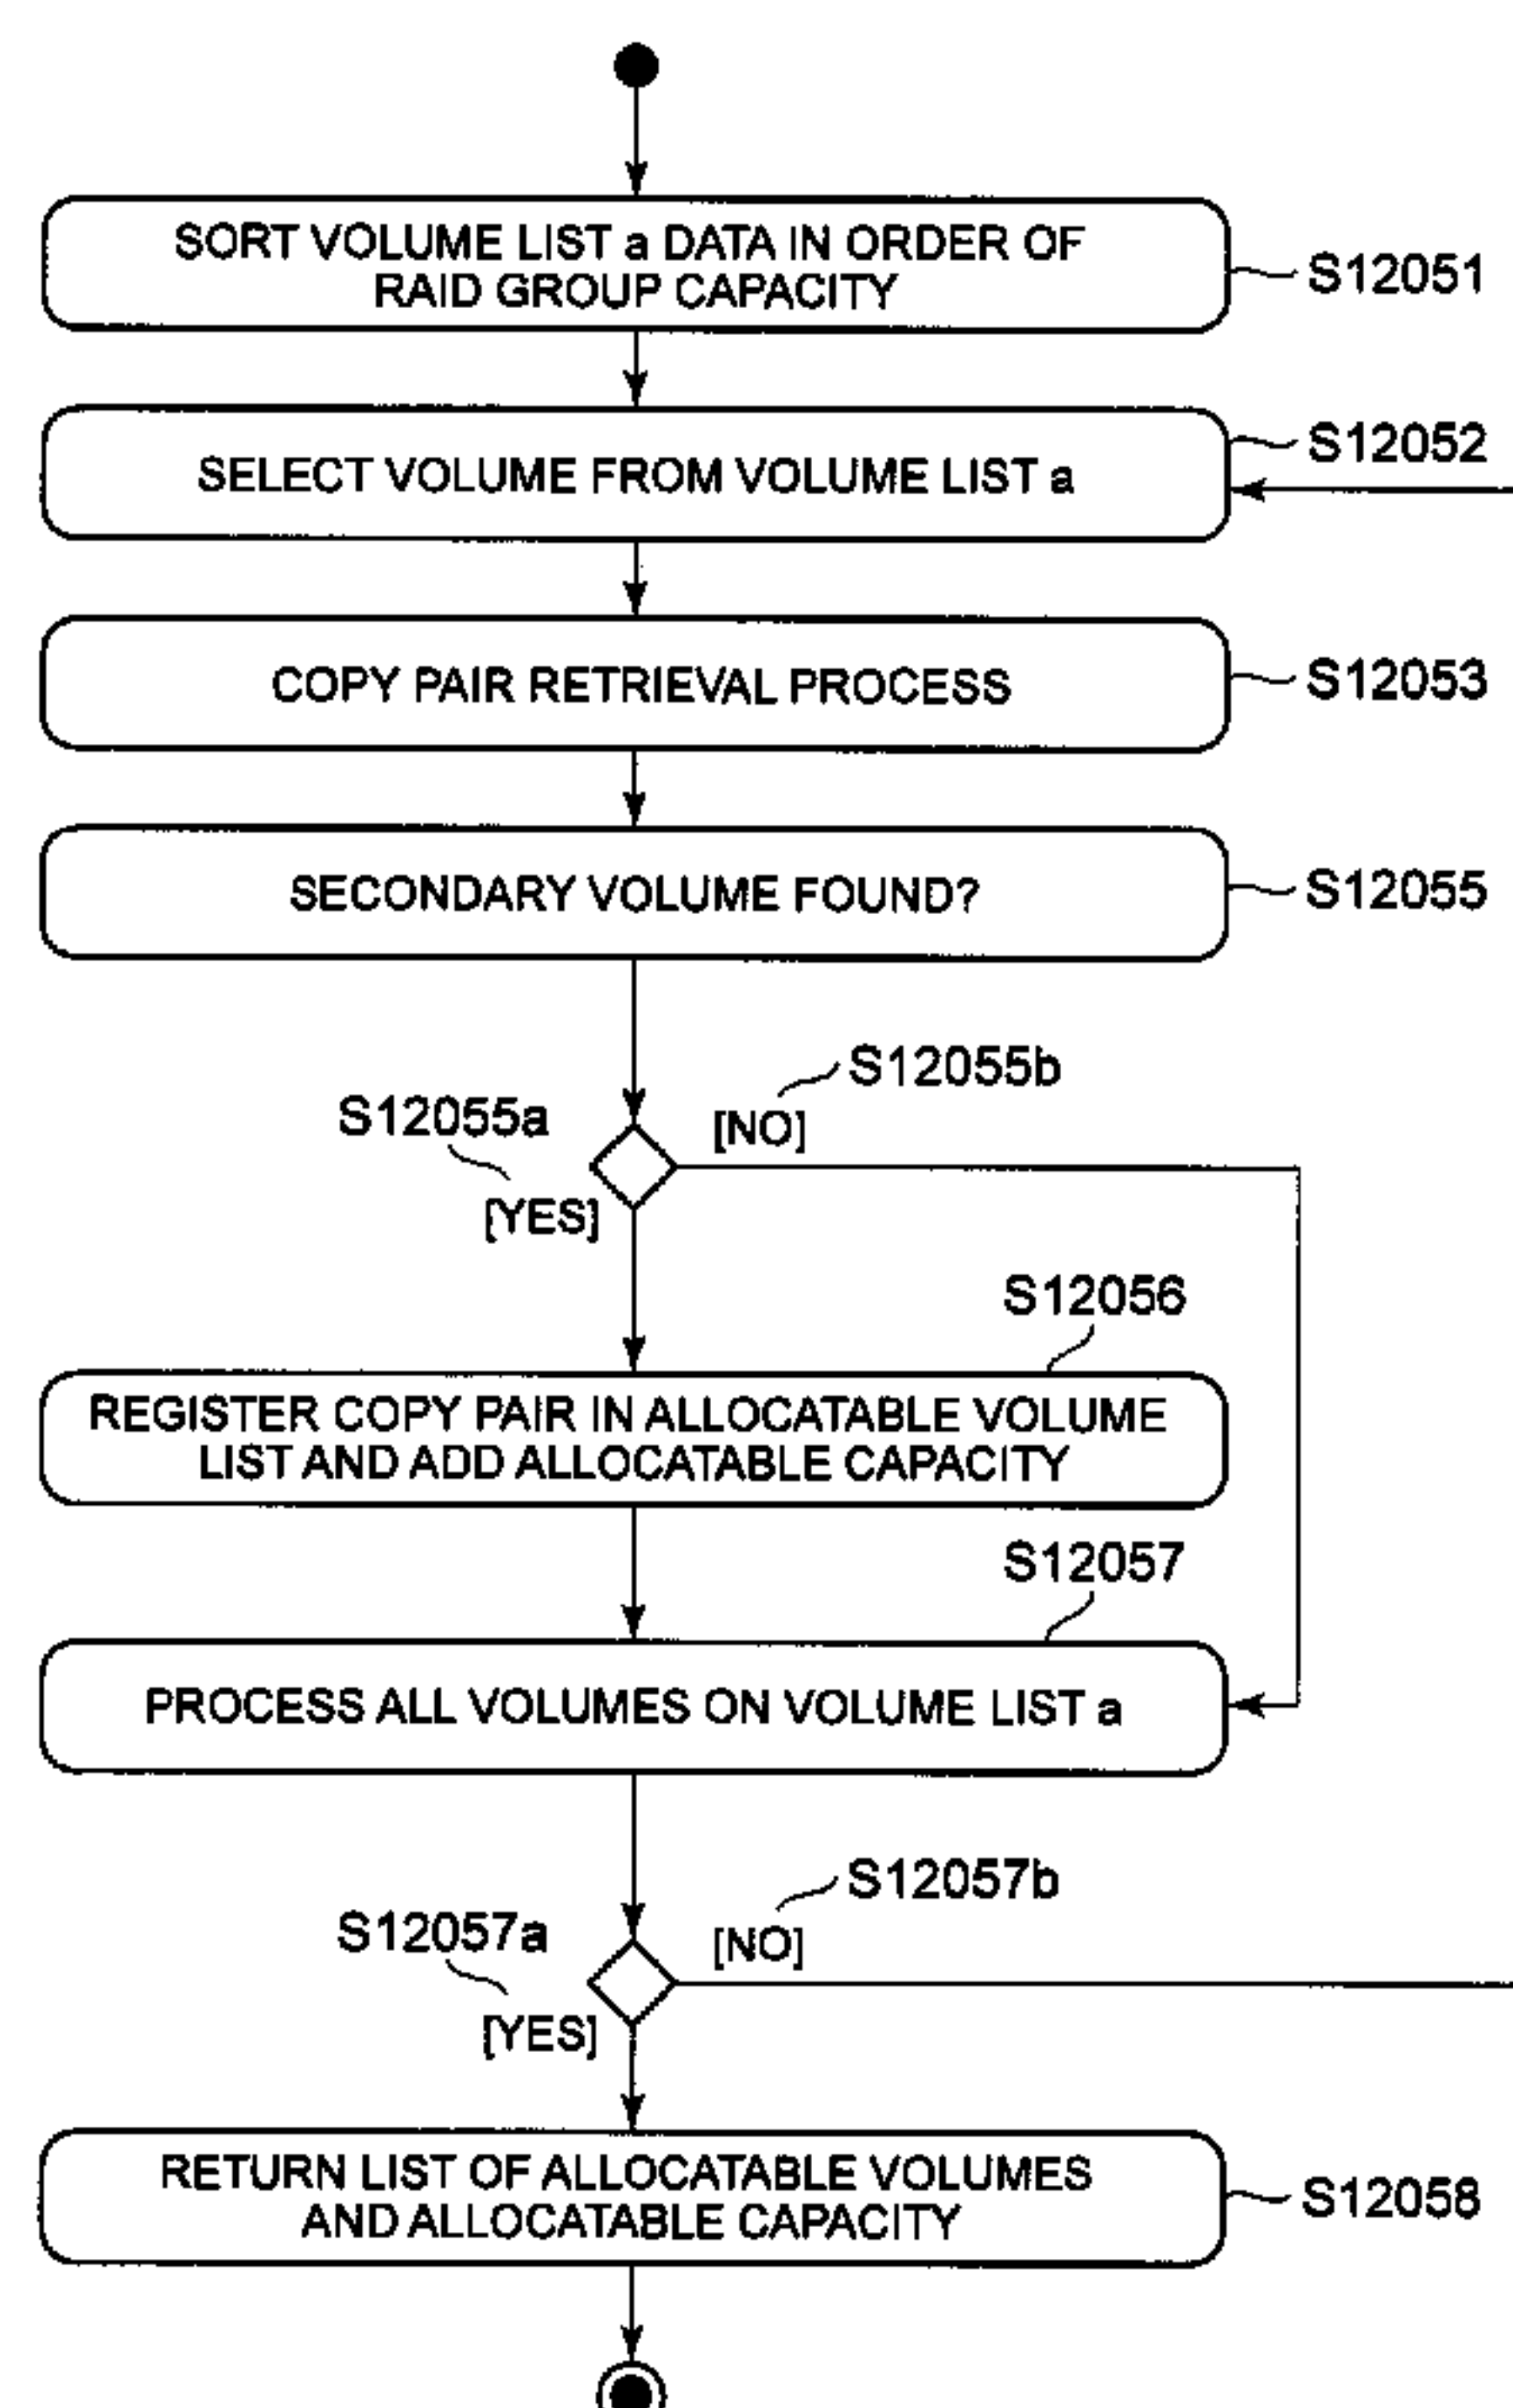 SORT VOLUME LIST a DATA IN ORDER OF
RAID GROUP CAPACITY
S12051
S12052
SELECT VOLUME FROM VOLUME LIST a
COPY PAIR RETRIEVAL PROCESS
S12053
SECONDARY VOLUME FOUND?
S12055
S12055b
S12055a
[NO]
[YES]
S12056
REGISTER COPY PAIR IN ALLOCATABLE VOLUME
LIST AND ADD ALLOCATABLE CAPACITY
S12057
PROCESS ALL VOLUMES ON VOLUME LIST a
S12057b
S12057a
[NO]
[YES]
RETURN LIST OF ALLOCATABLE VOLUMES
AND ALLOCATABLE CAPACITY
S12058